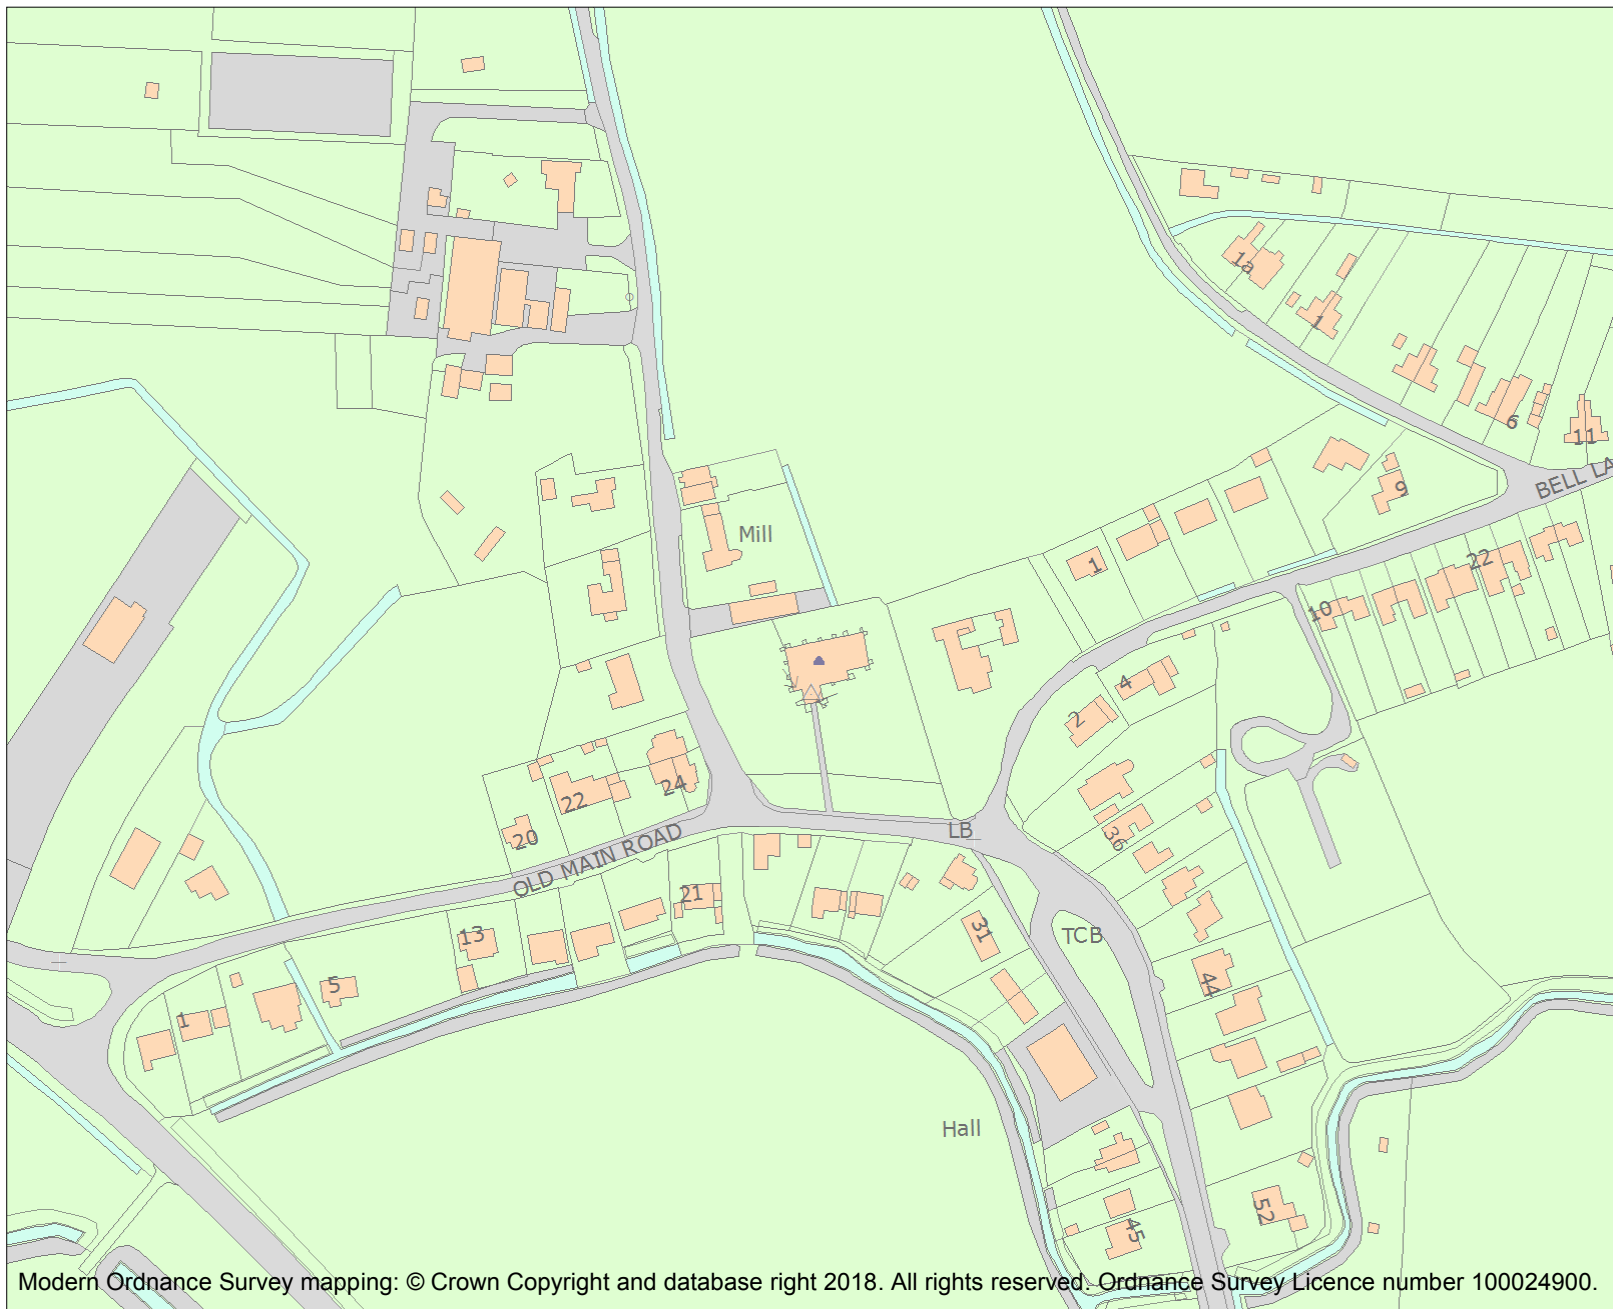 1a
1
6
11
BELL LA
9
Mill
1
22
10
4
2
24
22
36
20
LB
OLD MAIN ROAD
21
31
TCB
13
44
5
1
Hall
52
45
Modern Ordnance Survey mapping: © Crown Copyright and database right 2018. All rights reserved. Ordnance Survey Licence number 100024900.